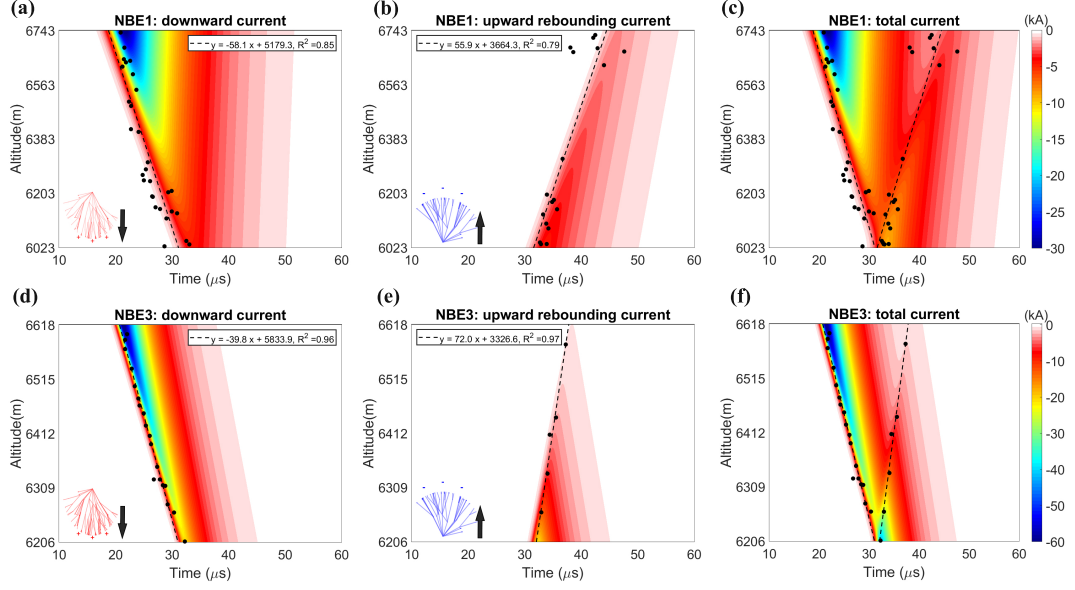 (a)
NBE1: downward current
y = -58.1 x + 5179.3, R² =0.85
6743
6563
6383
6203
6023
Altitude(m)
10 20 30 40 50 60
Time (μs)
(b)
NBE1: upward rebounding current
y = 55.9 x + 3664.3, R² =0.79
6743
6563
6383
6203
6023
Altitude(m)
10 20 30 40 50 60
Time (μs)
(c)
NBE1: total current
(kA)
6743
6563
6383
6203
6023
Altitude(m)
10 20 30 40 50 60
Time (μs)
0
-5
-10
-15
-20
-25
-30
(d)
NBE3: downward current
y = -39.8 x + 5833.9, R² =0.96
6618
6515
6412
6309
6206
Altitude(m)
10 20 30 40 50 60
Time (μs)
(e)
NBE3: upward rebounding current
y = 72.0 x + 3326.6, R² =0.97
6618
6515
6412
6309
6206
Altitude(m)
10 20 30 40 50 60
Time (μs)
(f)
NBE3: total current
(kA)
6618
6515
6412
6309
6206
Altitude(m)
10 20 30 40 50 60
Time (μs)
0
-10
-20
-30
-40
-50
-60